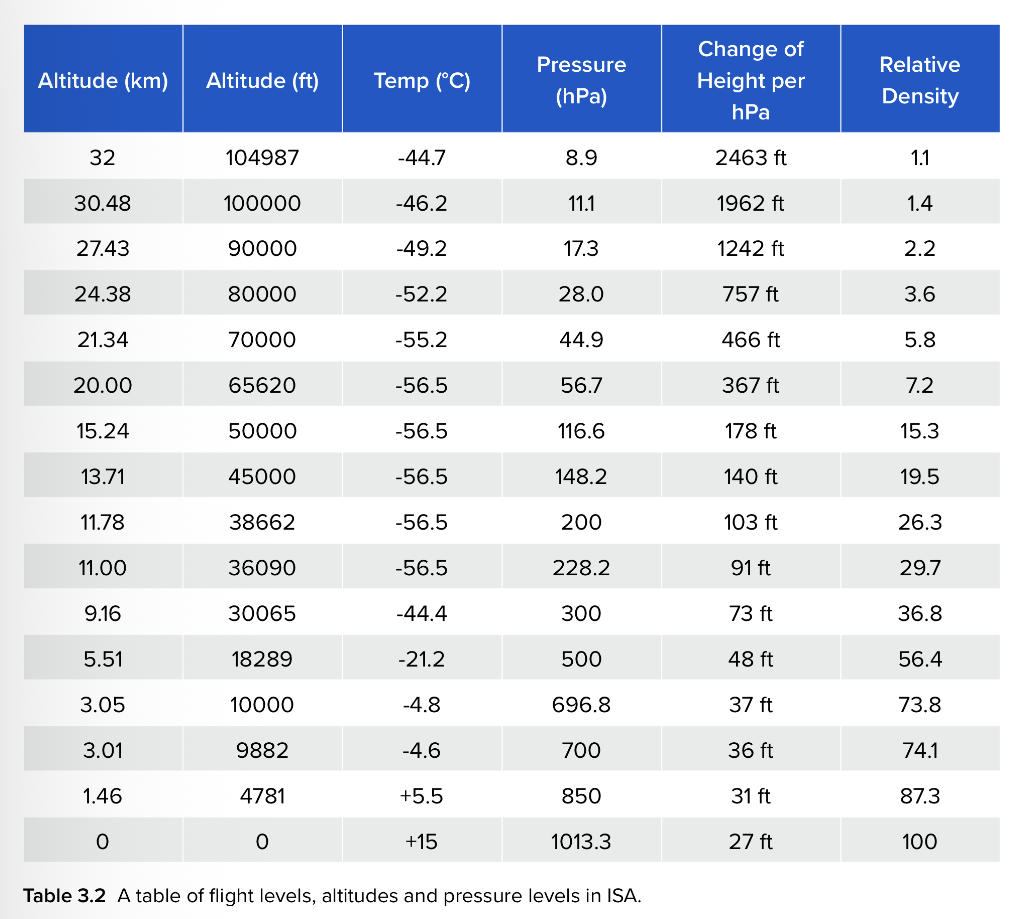 Altitude (km) Altitude (ft) Temp (°C) Pressure (hPa) Change of Height per hPa Relative Density
32 104987 -44.7 8.9 2463 ft 1.1
30.48 100000 -46.2 11.1 1962 ft 1.4
27.43 90000 -49.2 17.3 1242 ft 2.2
24.38 80000 -52.2 28.0 757 ft 3.6
21.34 70000 -55.2 44.9 466 ft 5.8
20.00 65620 -56.5 56.7 367 ft 7.2
15.24 50000 -56.5 116.6 178 ft 15.3
13.71 45000 -56.5 148.2 140 ft 19.5
11.78 38662 -56.5 200 103 ft 26.3
11.00 36090 -56.5 228.2 91 ft 29.7
9.16 30065 -44.4 300 73 ft 36.8
5.51 18289 -21.2 500 48 ft 56.4
3.05 10000 -4.8 696.8 37 ft 73.8
3.01 9882 -4.6 700 36 ft 74.1
1.46 4781 +5.5 850 31 ft 87.3
0 0 +15 1013.3 27 ft 100
Table 3.2 A table of flight levels, altitudes and pressure levels in ISA.